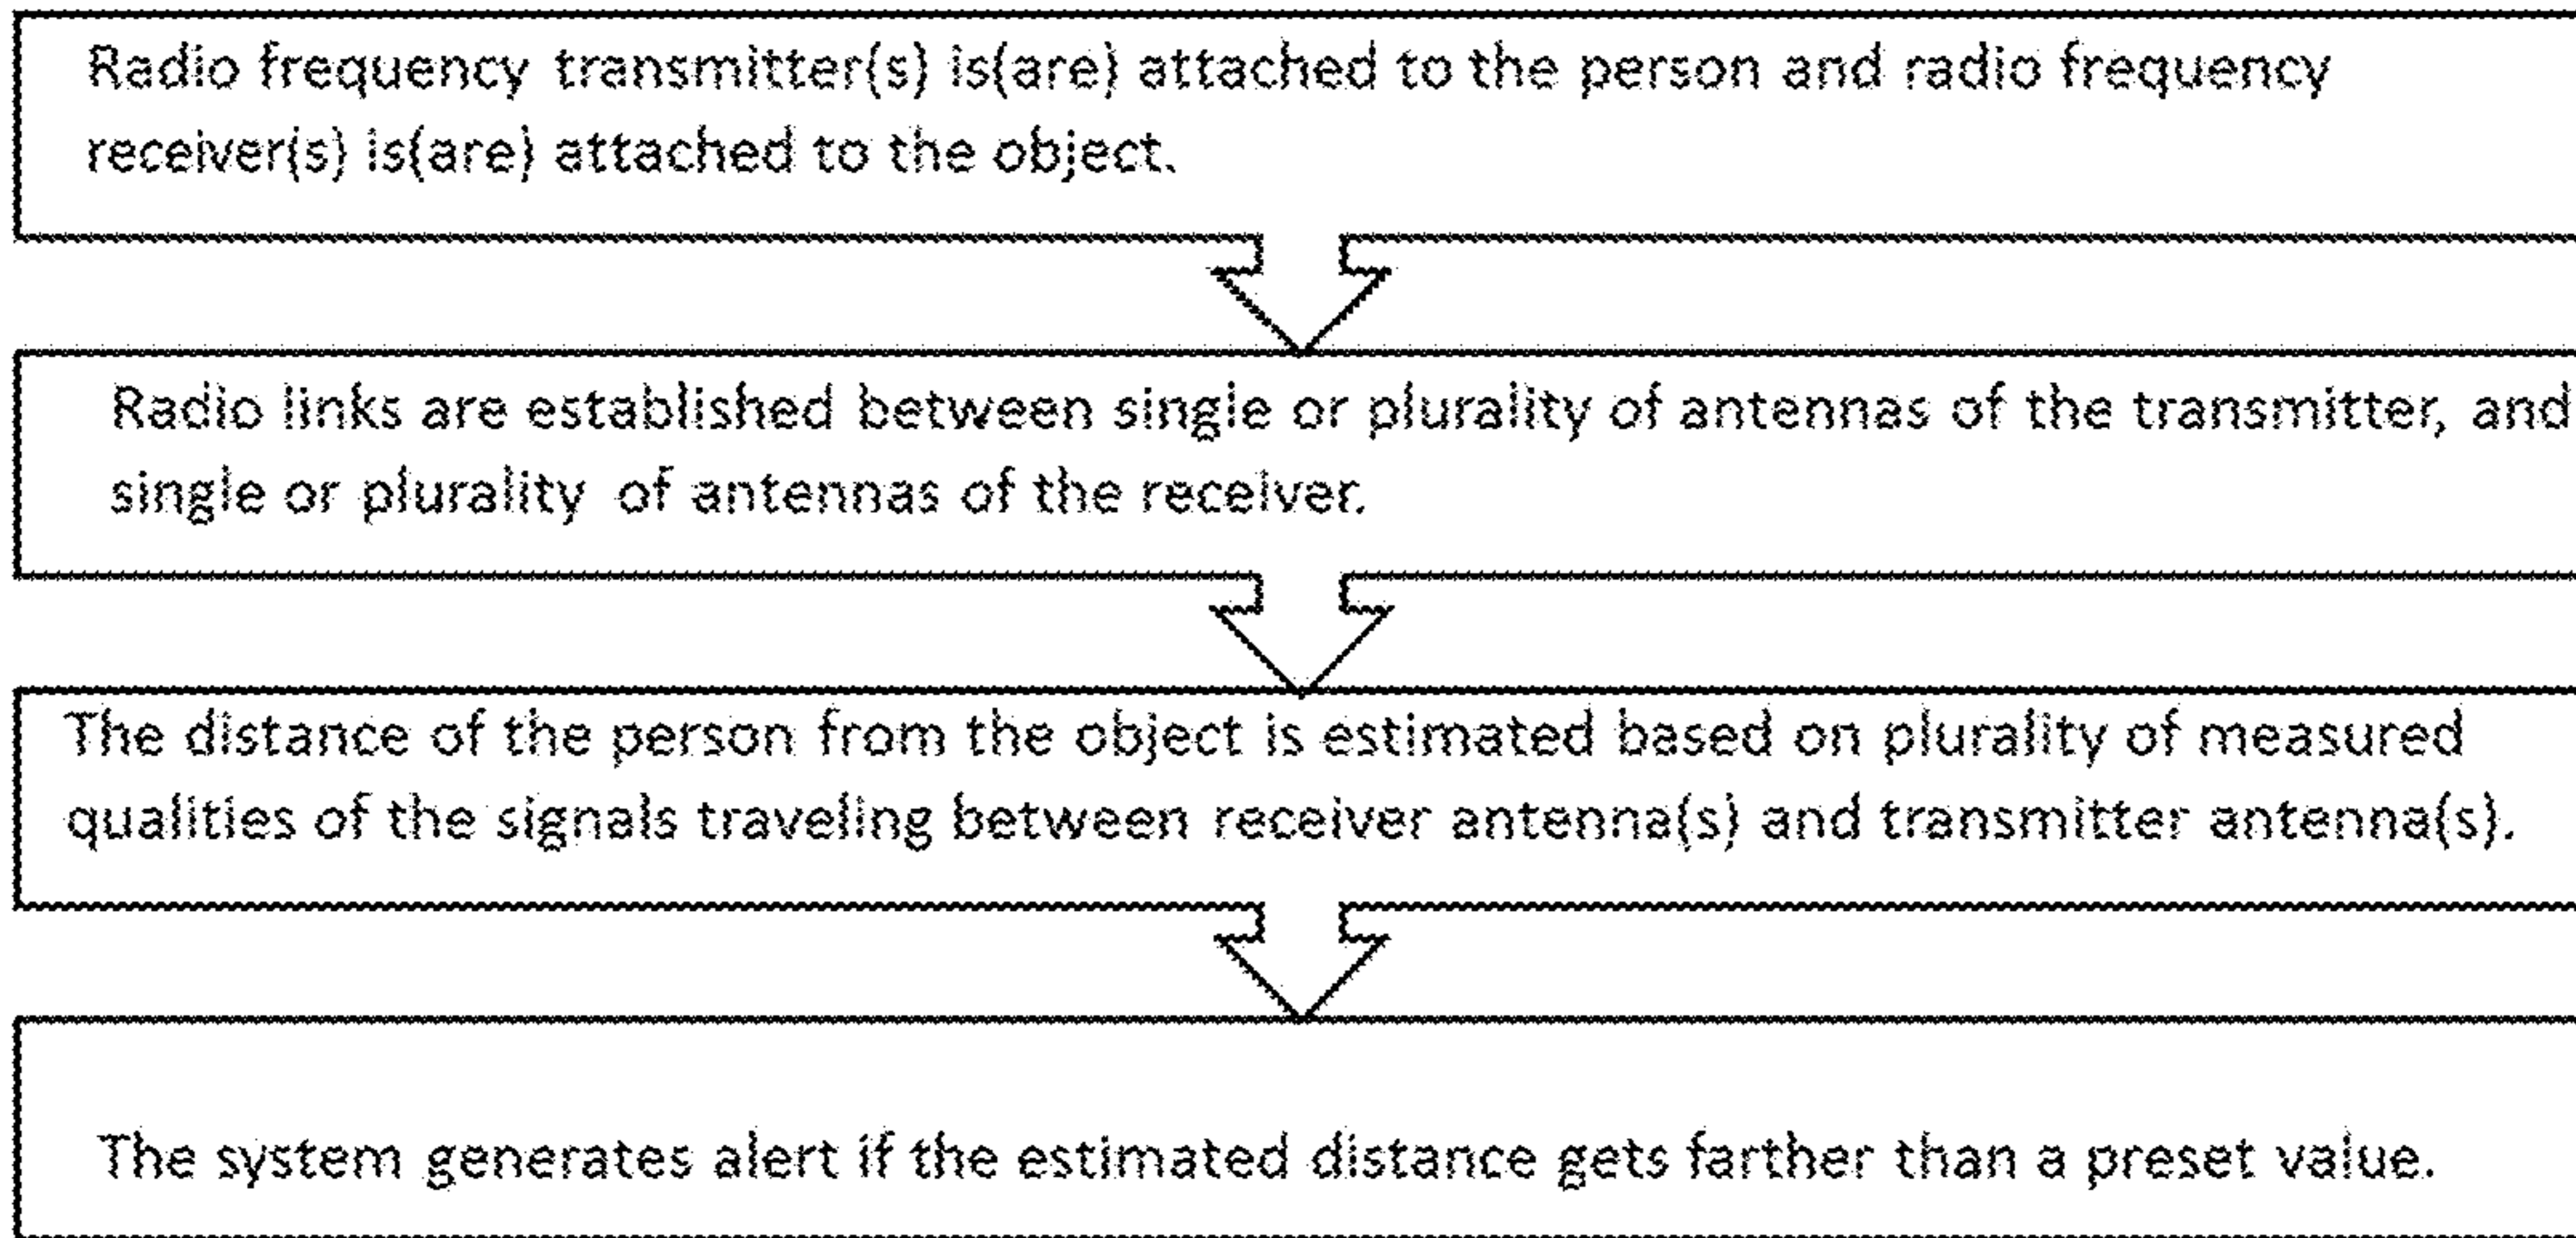 Radio frequency transmitter(s) is(are) attached to the person and radio frequency
receiver(s) is(are) attached to the object.
Radio links are established between single or plurality of antennas of the transmitter, and
single or plurality of antennas of the receiver.
The distance of the person from the object is estimated based on plurality of measured
qualities of the signals traveling between receiver antenna(s) and transmitter antenna(s).
The system generates alert if the estimated distance gets farther than a preset value.